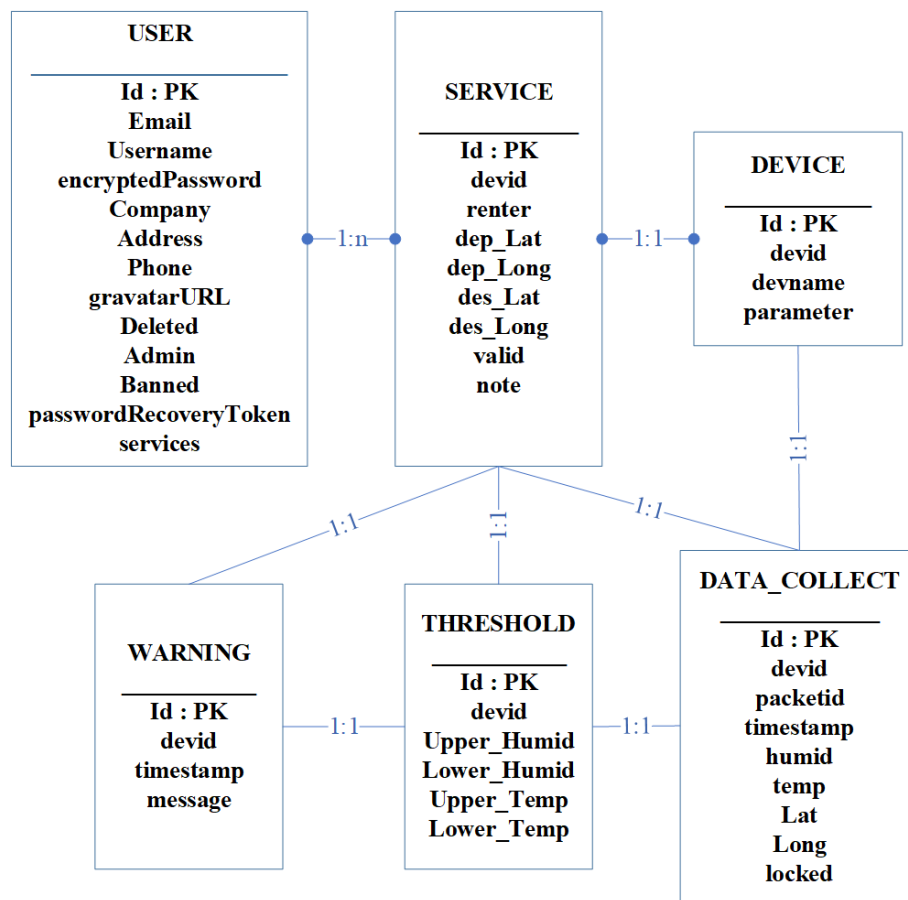 USER
Id : PK
Email
Username
encryptedPassword
Company
Address
Phone
gravatarURL
Deleted
Admin
Banned
passwordRecoveryToken
services
1:n
SERVICE
Id : PK
devid
renter
dep_Lat
dep_Long
des_Lat
des_Long
valid
note
1:1
DEVICE
Id : PK
devid
devname
parameter
1:1
1:1
1:1
1:1
WARNING
Id : PK
devid
timestamp
message
1:1
THRESHOLD
Id : PK
devid
Upper_Humid
Lower_Humid
Upper_Temp
Lower_Temp
1:1
DATA_COLLECT
Id : PK
devid
packetid
timestamp
humid
temp
Lat
Long
locked